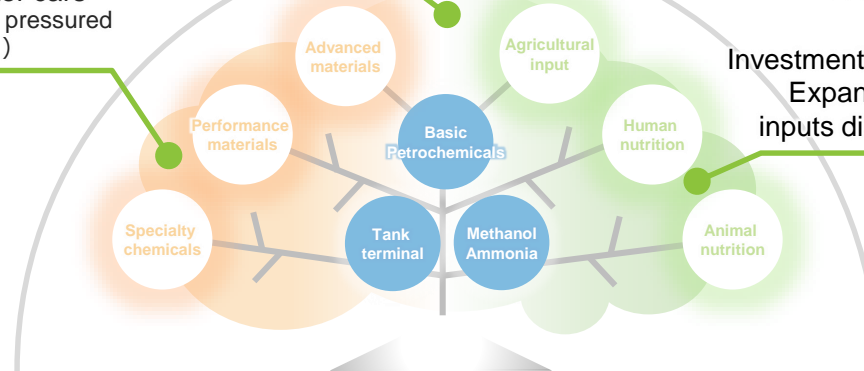 pressured
)
Advanced
materials
Agricultural
input
Investment
Expan
inputs di
Performance
materials
Basic
Petrochemicals
Human
nutrition
Specialty
chemicals
Tank
terminal
Methanol
Ammonia
Animal
nutrition